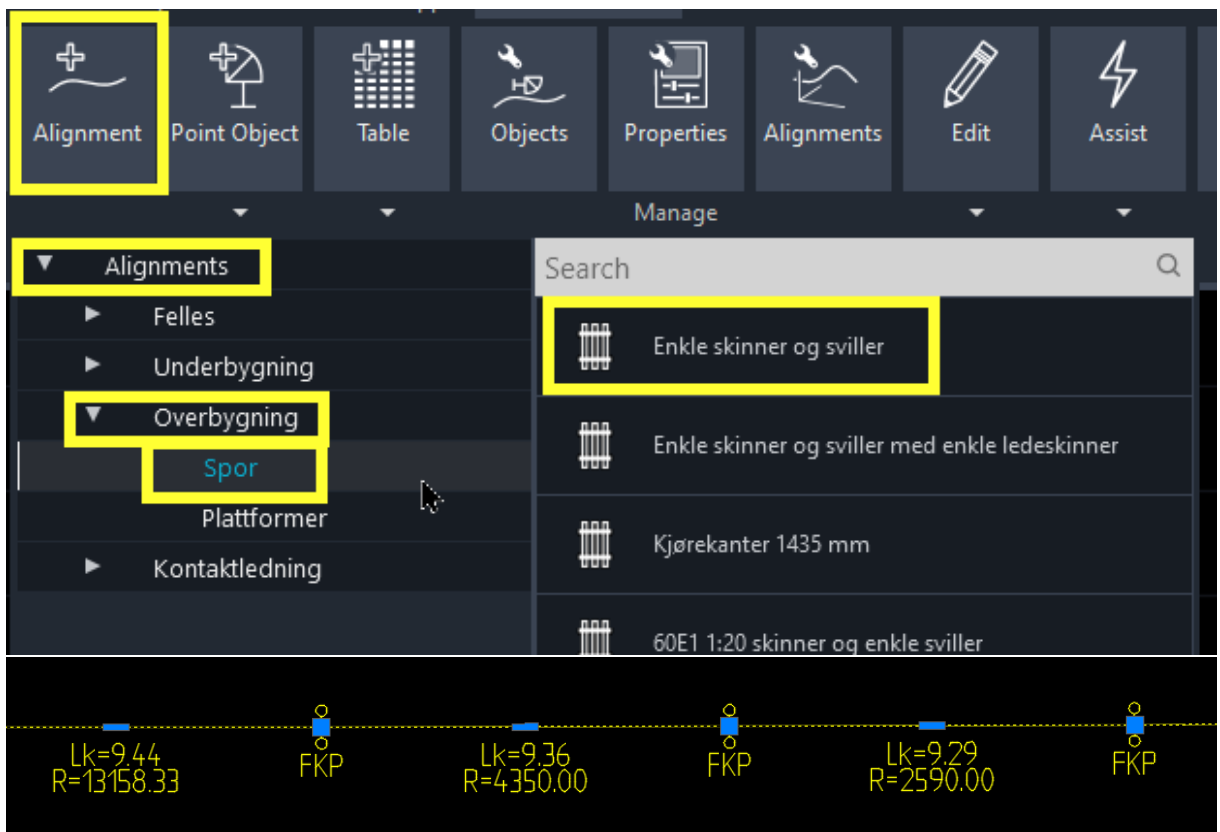 Alignment Point Object Table Objects Properties Alignments Edit Assist
Manage
Alignments
Felles
Underbygning
Overbygning
Spor
Plattformer
Kontaktledning
Search
Enkle skinner og sviller
Enkle skinner og sviller med enkle ledeskinner
Kjørekanter 1435 mm
60E1 1:20 skinner og enkle sviller
Lk=9.44
R=13158.33
FKP
Lk=9.36
R=4350.00
FKP
Lk=9.29
R=2590.00
FKP